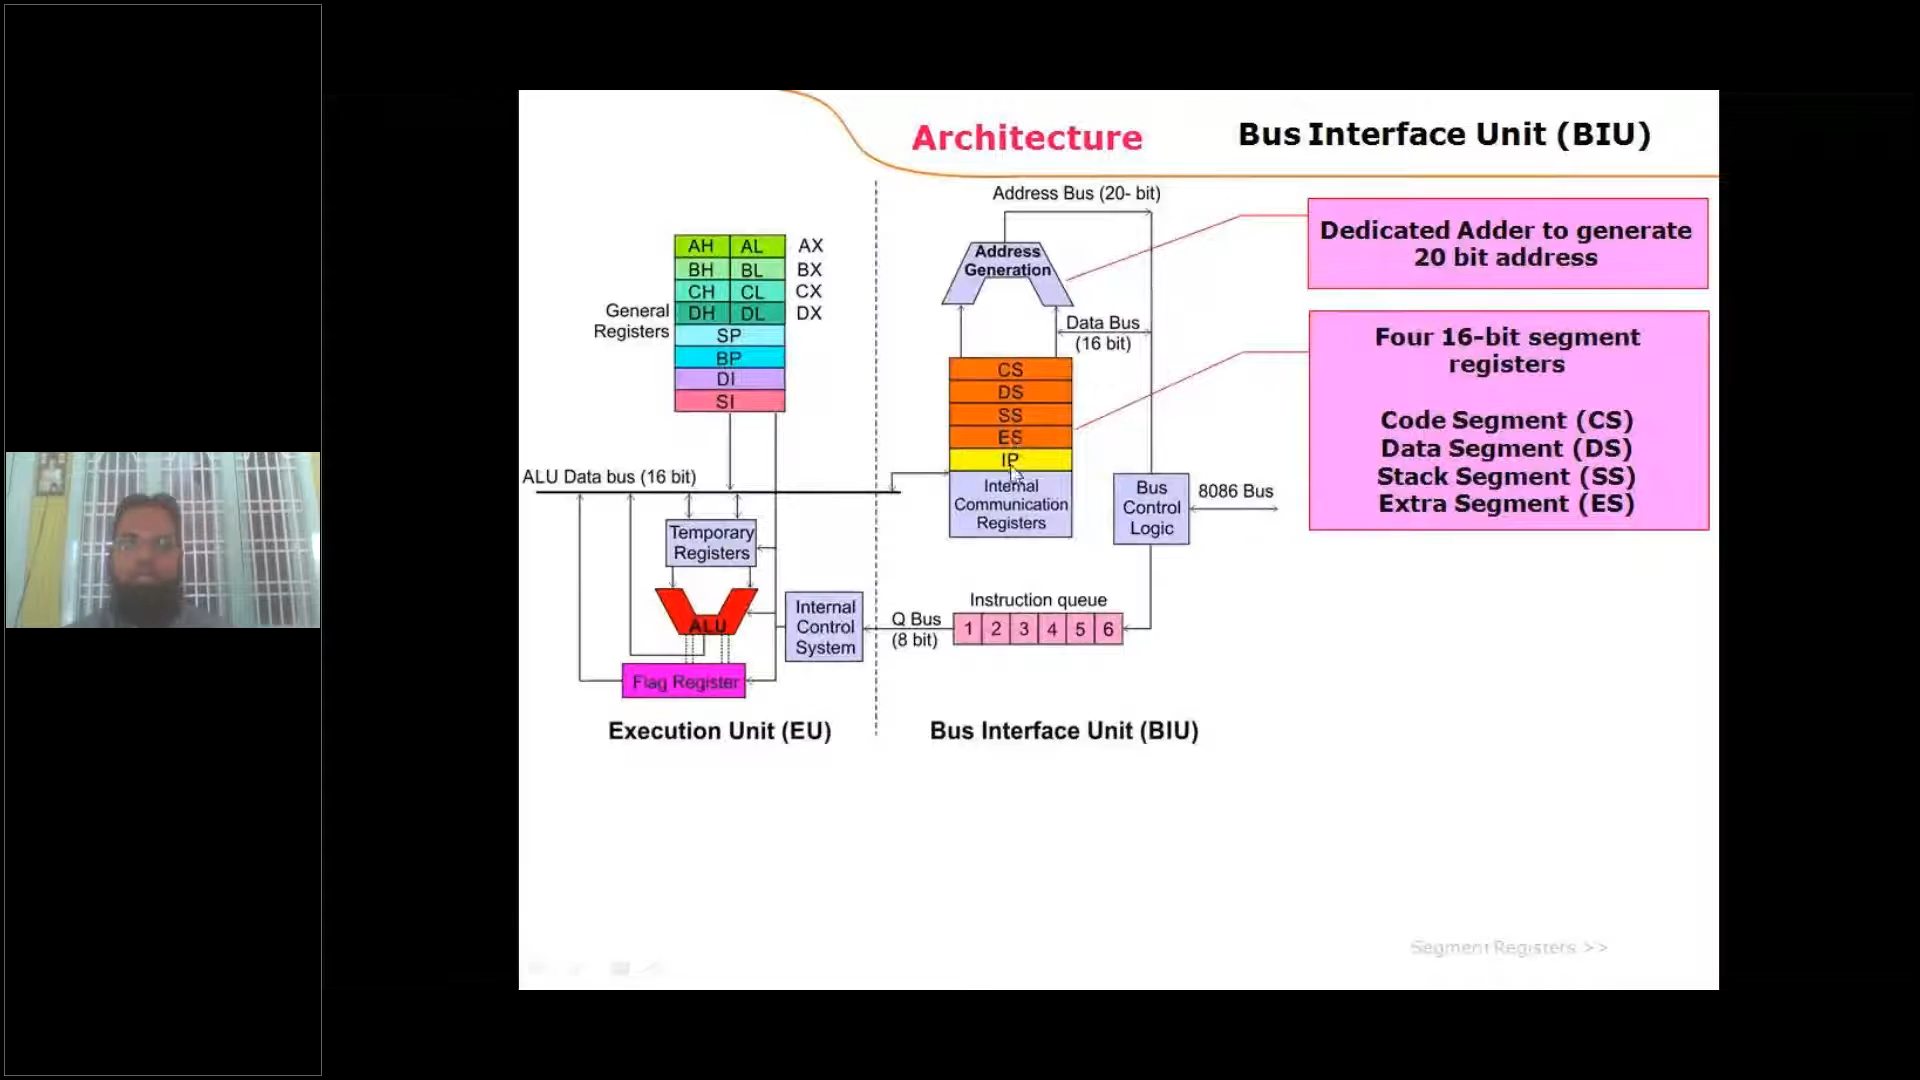 Architecture
Bus Interface Unit (BIU)
Address Bus (20- bit)
Dedicated Adder to generate
20 bit address
Address
Generation
AH AL AX
BH BL BX
CH CL CX
DH DL DX
General
Registers
SP
BP
DI
SI
Data Bus
(16 bit)
Four 16-bit segment
registers
Code Segment (CS)
Data Segment (DS)
Stack Segment (SS)
Extra Segment (ES)
CS
DS
SS
ES
IP
Internal
Communication
Registers
ALU Data bus (16 bit)
Bus
Control
Logic
8086 Bus
Temporary
Registers
ALU
Internal
Control
System
Instruction queue
Q Bus
(8 bit)
1 2 3 4 5 6
Flag Register
Execution Unit (EU)
Bus Interface Unit (BIU)
Segment Registers >>